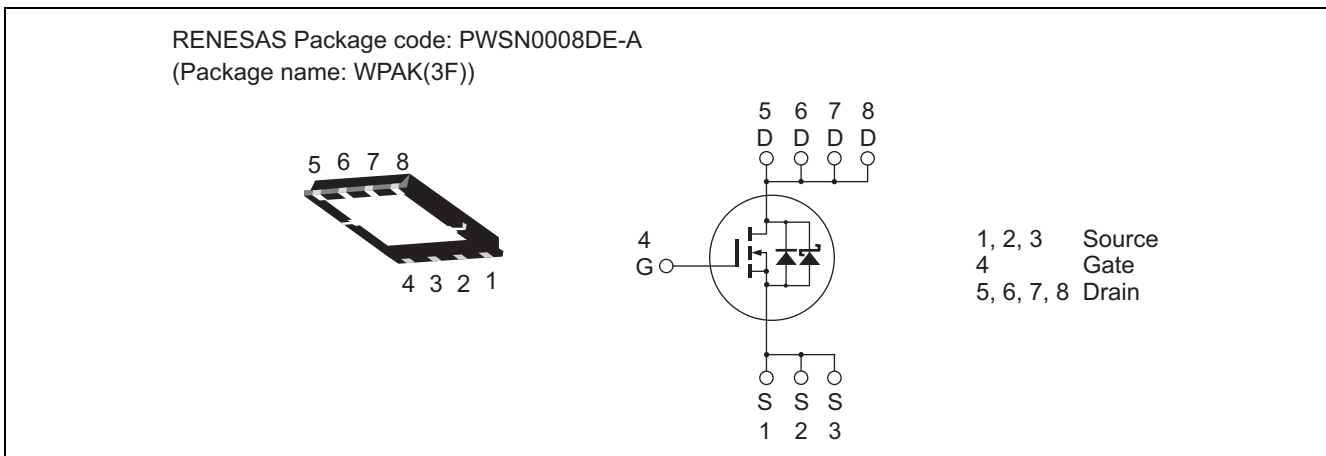 RENESAS Package code: PWSN0008DE-A
(Package name: WPAK(3F))
5 6 7 8
4 3 2 1
5 6 7 8
D D D D
4
G
S S S
1 2 3
1, 2, 3 Source
4 Gate
5, 6, 7, 8 Drain